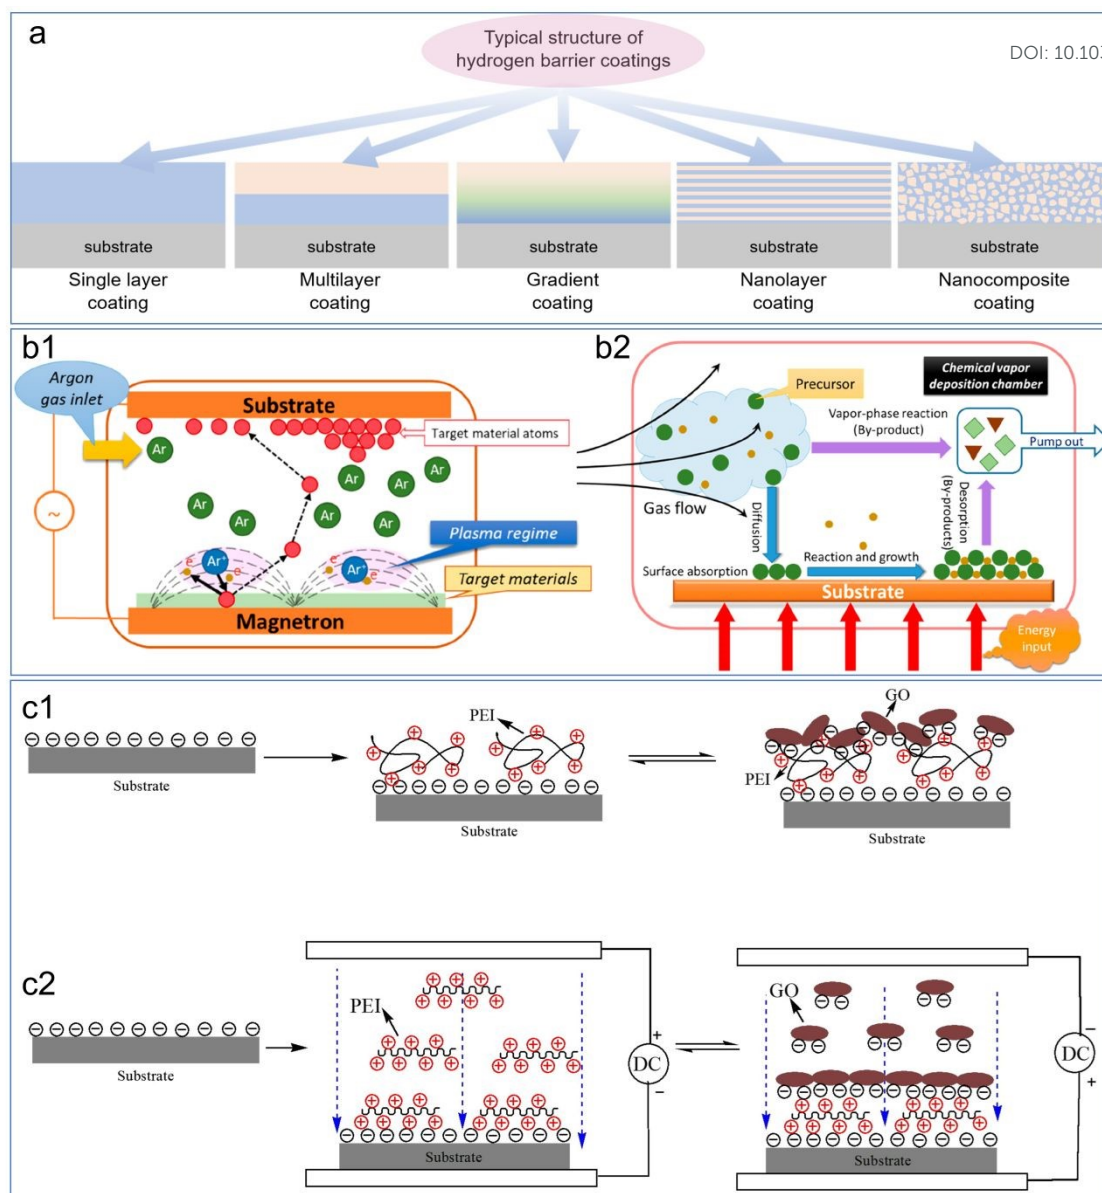 a
Typical structure of
hydrogen barrier coatings
DOI: 10.103
substrate
substrate
substrate
substrate
substrate
Single layer
coating
Multilayer
coating
Gradient
coating
Nanolayer
coating
Nanocomposite
coating
b1
Argon
gas inlet
Substrate
Target material atoms
Ar
Ar
Ar
Ar
Ar
Ar
Ar
Plasma regime
e⁻
e⁻
Ar⁺
e⁻
Ar⁺
e⁻
Target materials
Magnetron
b2
Precursor
Chemical vapor
deposition chamber
Vapor-phase reaction
(By-product)
Pump out
Gas flow
Diffusion
Desorption
(By-products)
Reaction and growth
Surface absorption
Substrate
Energy
input
c1
Substrate
PEI
Substrate
GO
PEI
Substrate
c2
Substrate
PEI
+
DC
−
Substrate
GO
−
DC
+
Substrate